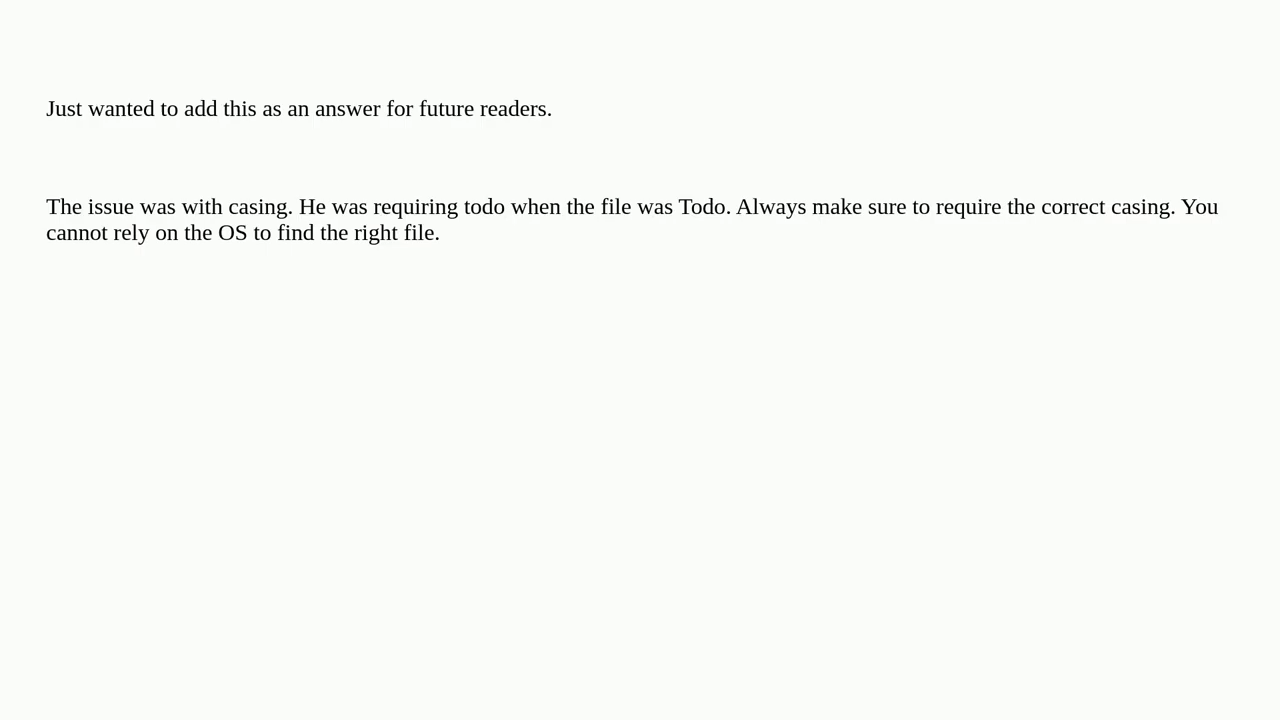 Just wanted to add this as an answer for future readers.
The issue was with casing. He was requiring todo when the file was Todo. Always make sure to require the correct casing. You
cannot rely on the OS to find the right file.